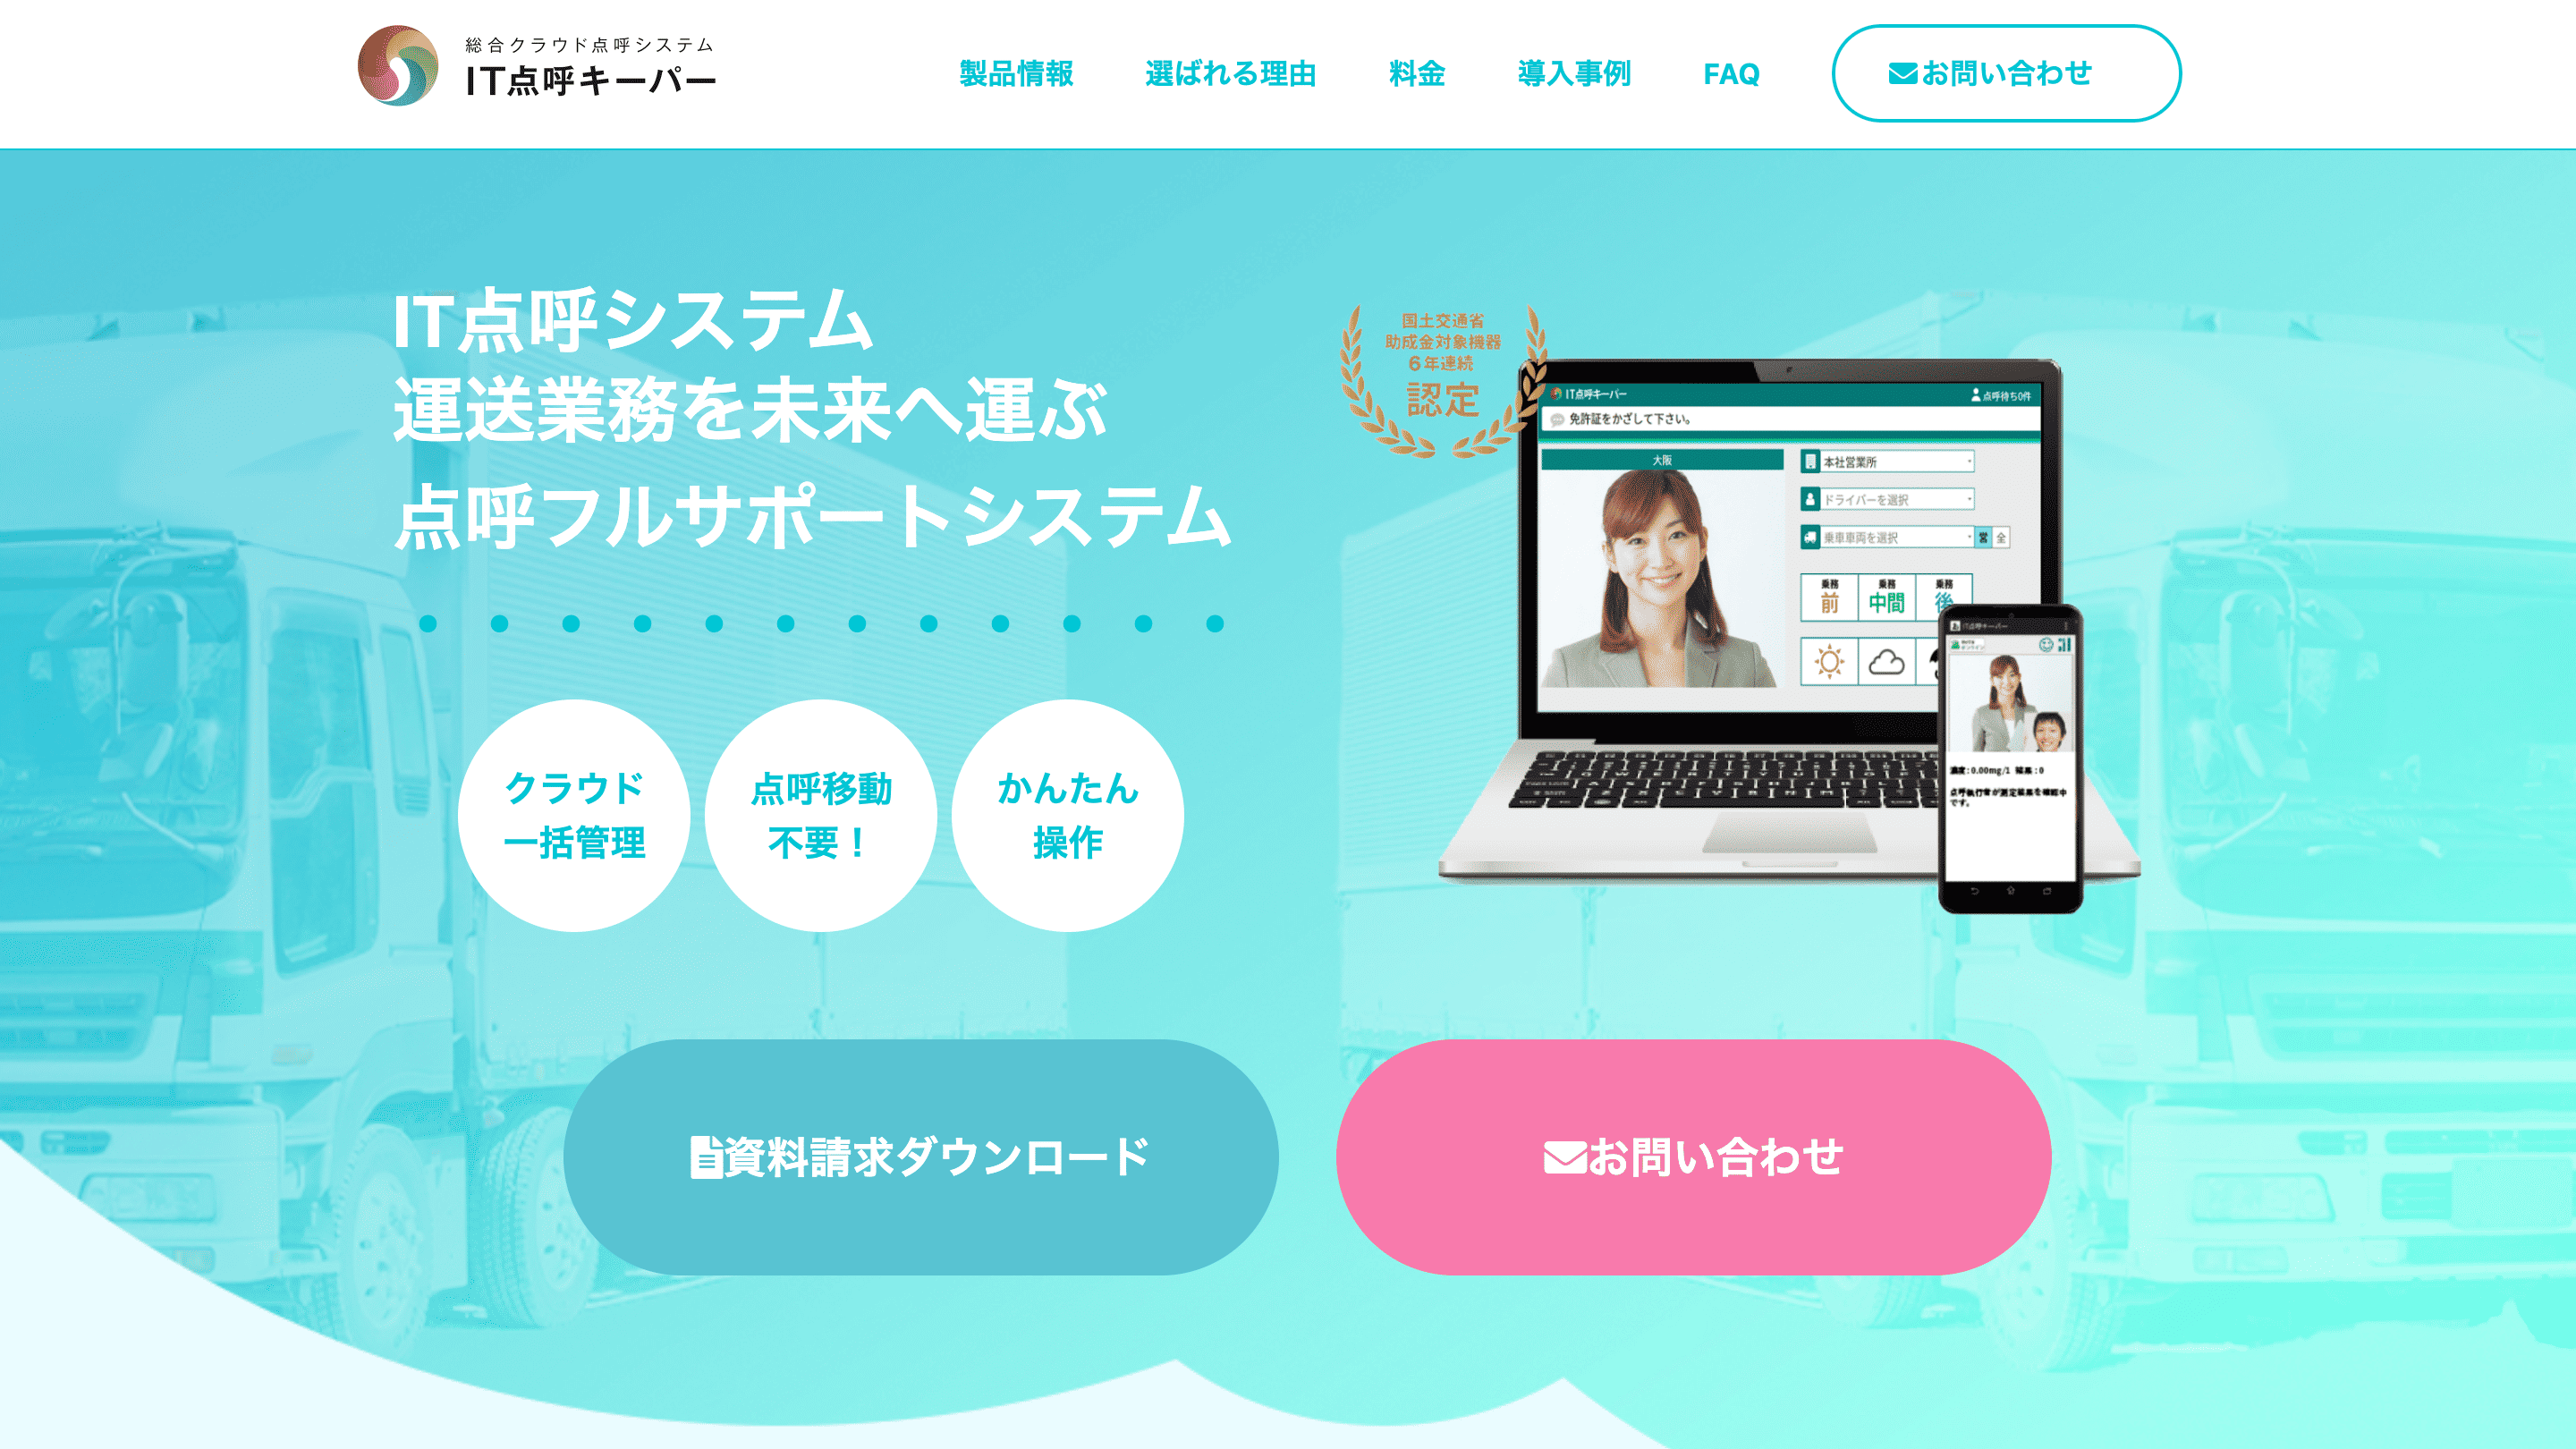 総合クラウド点呼システム
IT点呼キーパー
製品情報
選ばれる理由
料金
導入事例
FAQ
お問い合わせ
IT点呼システム
運送業務を未来へ運ぶ
点呼フルサポートシステム
クラウド
一括管理
点呼移動
不要！
かんたん
操作
国土交通省
助成金対象機器
6年連続
認定
IT点呼キーパー
点呼待ち0件
免許証をかざして下さい。
大阪
本社営業所
ドライバーを選択
乗車車両を選択
営 全
乗務
前
乗務
中間
乗務
後
IT点呼キーパー
濃度：0.00mg/l 結果：0
点呼執行者が測定結果を確認中
です。
資料請求ダウンロード
お問い合わせ